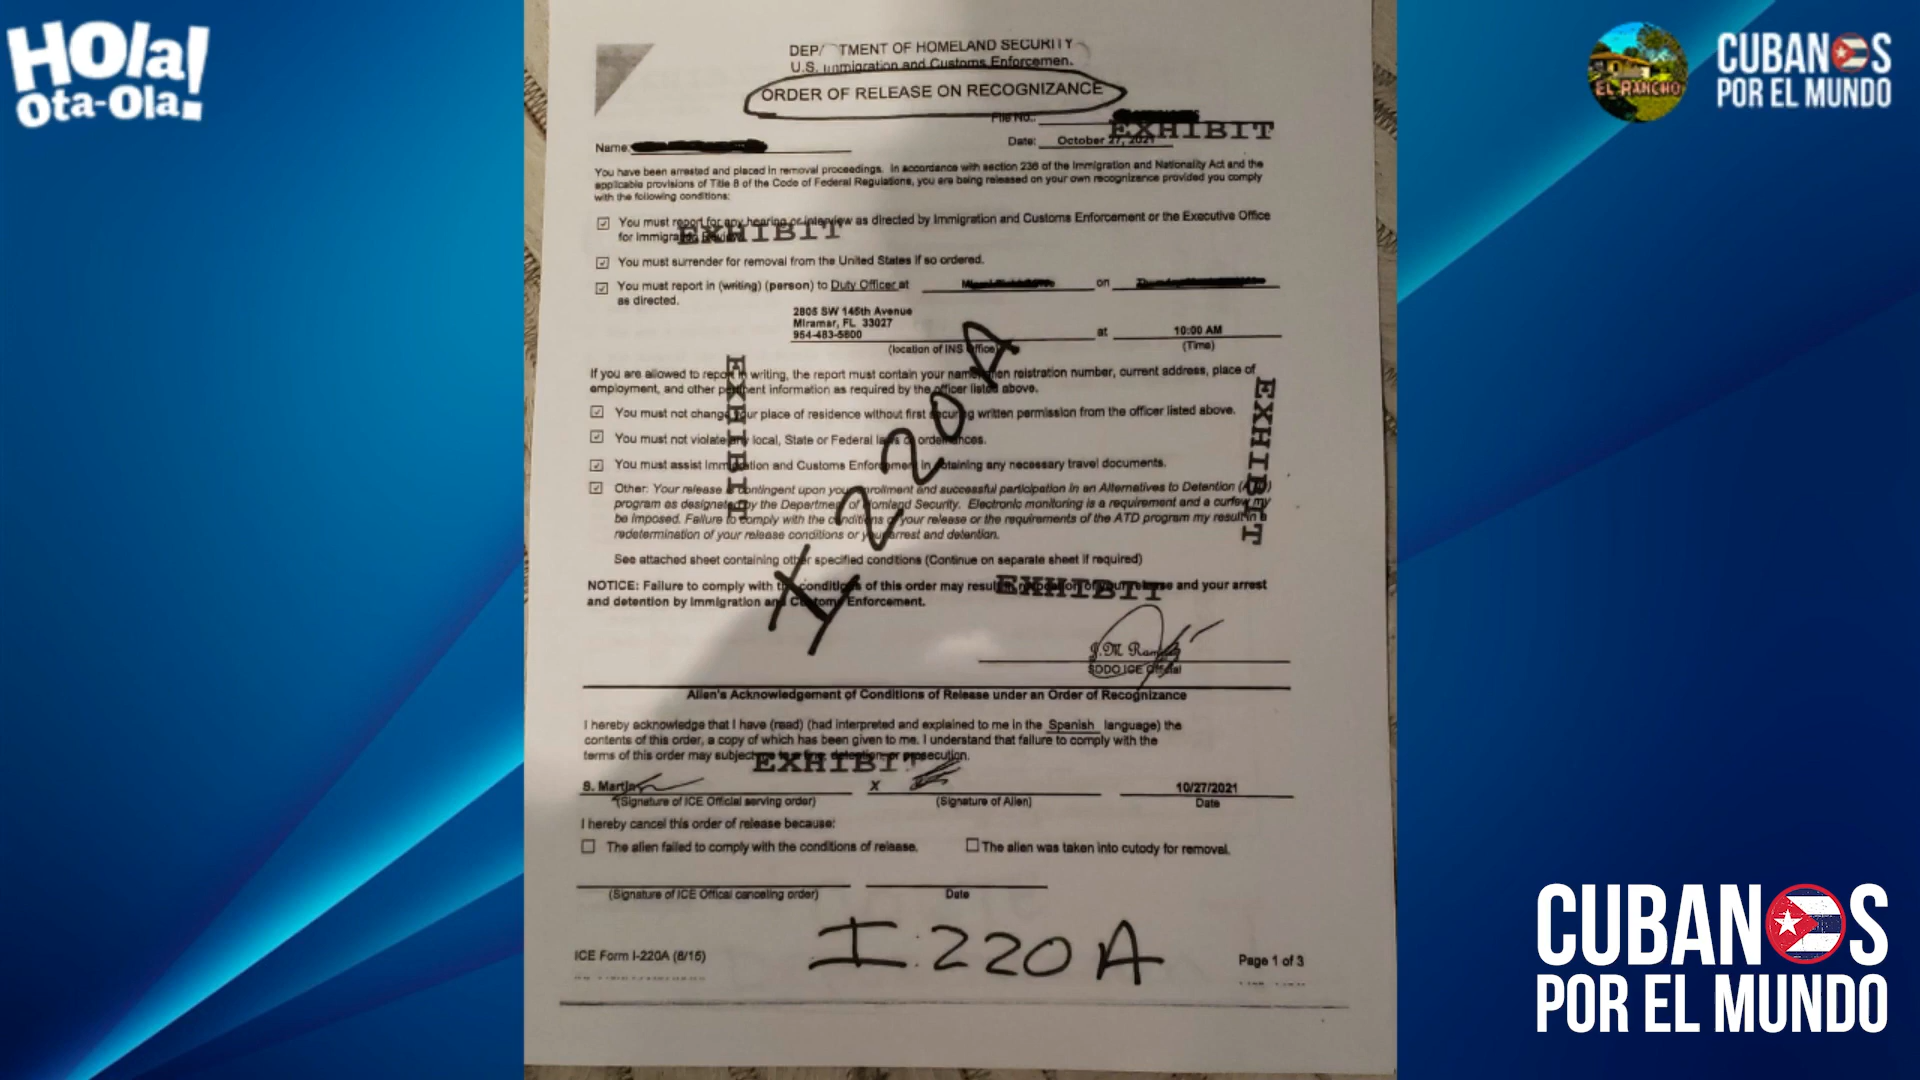 HOla!
Ota-Ola!
EL RANCHO
CUBANOS
POR EL MUNDO
DEPARTMENT OF HOMELAND SECURITY
U.S. Immigration and Customs Enforcemen.
ORDER OF RELEASE ON RECOGNIZANCE
File No.:
EXHIBIT
Name:
Date: October 27, 2021
You have been arrested and placed in removal proceedings. In accordance with section 236 of the Immigration and Nationality Act and the
applicable provisions of Title 8 of the Code of Federal Regulations, you are being released on your own recognizance provided you comply
with the following conditions:
You must report for any hearing or interview as directed by Immigration and Customs Enforcement or the Executive Office
for Immigra
EXHIBIT
You must surrender for removal from the United States if so ordered.
You must report in (writing) (person) to Duty Officer at on
as directed.
2805 SW 145th Avenue
Miramar, FL 33027
954-483-5800
at 10:00 AM
(location of INS Office) (Time)
If you are allowed to report in writing, the report must contain your name, reistration number, current address, place of
employment, and other pertinent information as required by the officer listed above.
You must not change your place of residence without first securing written permission from the officer listed above.
You must not violate any local, State or Federal laws or ordenances.
You must assist Immigration and Customs Enforcement in obtaining any necessary travel documents.
Other: Your release is contingent upon your enrollment and successful participation in an Alternatives to Detention (ATD)
program as designated by the Department of Homland Security. Electronic monitoring is a requirement and a curfew my
be imposed. Failure to comply with the conditions of your release or the requirements of the ATD program my result in a
redetermination of your release conditions or your arrest and detention.
EXHIBIT
EXHIBIT
I-220A
See attached sheet containing other specified conditions (Continue on separate sheet if required)
NOTICE: Failure to comply with the conditions of this order may result in revocation of your release and your arrest
and detention by Immigration and Customs Enforcement.
EXHIBIT
J.M. Ram
SDDO ICE Official
Alien's Acknowledgement of Conditions of Release under an Order of Recognizance
I hereby acknowledge that I have (read) (had interpreted and explained to me in the Spanish language) the
contents of this order, a copy of which has been given to me. I understand that failure to comply with the
terms of this order may subject me to a fine, detention, or prosecution.
EXHIBIT
S. Martin X 10/27/2021
(Signature of ICE Official serving order) (Signature of Alien) Date
I hereby cancel this order of release because:
The alien failed to comply with the conditions of release. The alien was taken into cutody for removal.
(Signature of ICE Offical canceling order) Date
ICE Form I-220A (8/15) I.220A Page 1 of 3
CUBANOS
POR EL MUNDO